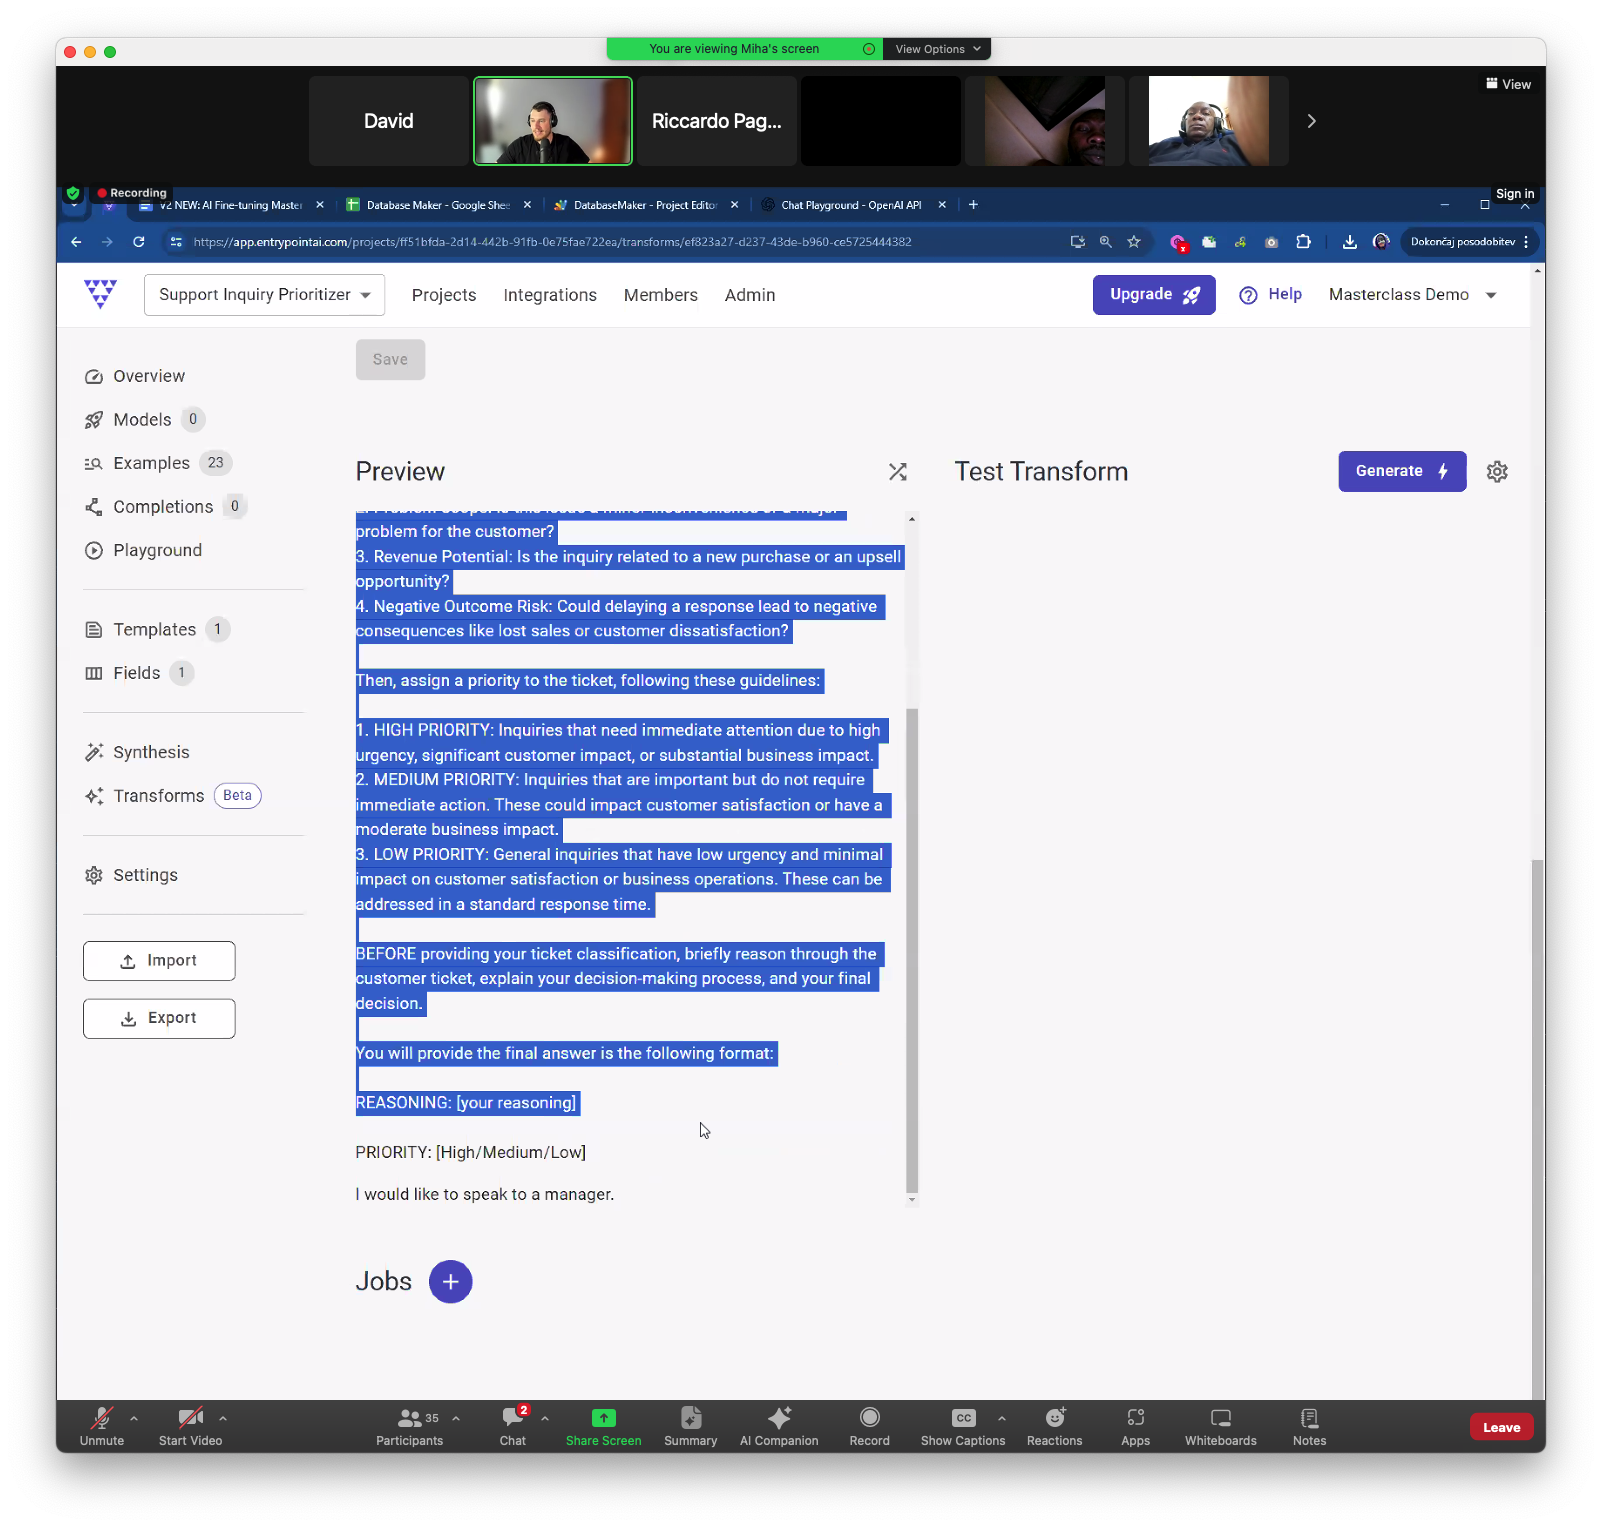 You are viewing Miha's screen
View Options
View
David
Riccardo Pag...
Recording
Sign in
V2 NEW: AI Fine-tuning Master
Database Maker - Google Shee
DatabaseMaker - Project Editor
Chat Playground - OpenAI API
https://app.entrypointai.com/projects/ff51bfda-2d14-442b-91fb-0e75fae722ea/transforms/ef823a27-d237-43de-b960-ce5725444382
Dokončaj posodobitev
Support Inquiry Prioritizer
Projects
Integrations
Members
Admin
Upgrade
Help
Masterclass Demo
Save
Overview
Models 0
Examples 23
Completions 0
Playground
Templates 1
Fields 1
Synthesis
Transforms Beta
Settings
Import
Export
Preview
Test Transform
Generate
problem for the customer?
3. Revenue Potential: Is the inquiry related to a new purchase or an upsell
opportunity?
4. Negative Outcome Risk: Could delaying a response lead to negative
consequences like lost sales or customer dissatisfaction?
Then, assign a priority to the ticket, following these guidelines:
1. HIGH PRIORITY: Inquiries that need immediate attention due to high
urgency, significant customer impact, or substantial business impact.
2. MEDIUM PRIORITY: Inquiries that are important but do not require
immediate action. These could impact customer satisfaction or have a
moderate business impact.
3. LOW PRIORITY: General inquiries that have low urgency and minimal
impact on customer satisfaction or business operations. These can be
addressed in a standard response time.
BEFORE providing your ticket classification, briefly reason through the
customer ticket, explain your decision-making process, and your final
decision.
You will provide the final answer is the following format:
REASONING: [your reasoning]
PRIORITY: [High/Medium/Low]
I would like to speak to a manager.
Jobs
Unmute
Start Video
35
Participants
2
Chat
Share Screen
Summary
AI Companion
Record
CC
Show Captions
Reactions
Apps
Whiteboards
Notes
Leave